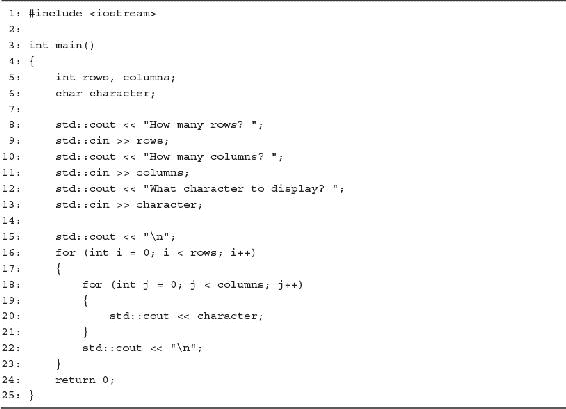 1: #include <iostream>
2:
3: int main()
4: {
5:     int rows, columns;
6:     char character;
7:
8:     std::cout << "How many rows? ";
9:     std::cin >> rows;
10:     std::cout << "How many columns? ";
11:     std::cin >> columns;
12:     std::cout << "What character to display? ";
13:     std::cin >> character;
14:
15:     std::cout << "\n";
16:     for (int i = 0; i < rows; i++)
17:     {
18:         for (int j = 0; j < columns; j++)
19:         {
20:             std::cout << character;
21:         }
22:         std::cout << "\n";
23:     }
24:     return 0;
25: }